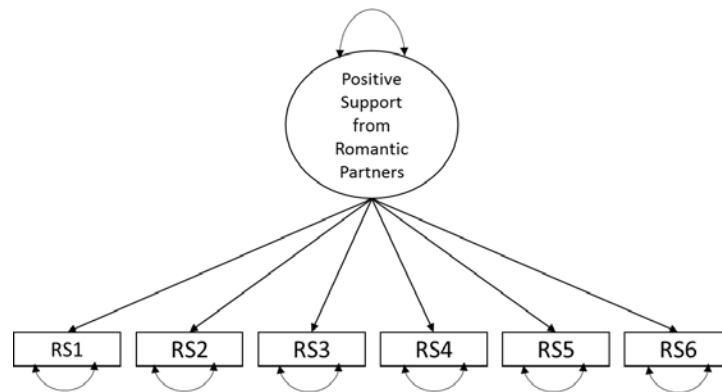 Positive
Support
from
Romantic
Partners
RS1 RS2 RS3 RS4 RS5 RS6